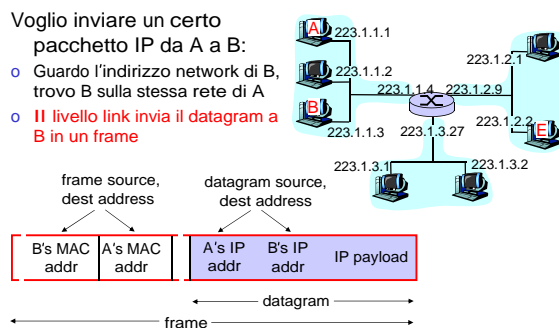 Voglio inviare un certo
pacchetto IP da A a B:
o Guardo l'indirizzo network di B,
trovo B sulla stessa rete di A
o Il livello link invia il datagram a
B in un frame
A
223.1.1.1
223.1.1.2
B
223.1.1.3
223.1.1.4
223.1.2.9
223.1.2.1
223.1.2.2
E
223.1.3.27
223.1.3.1
223.1.3.2
frame source,
dest address
datagram source,
dest address
B's MAC
addr
A's MAC
addr
A's IP
addr
B's IP
addr
IP payload
datagram
frame